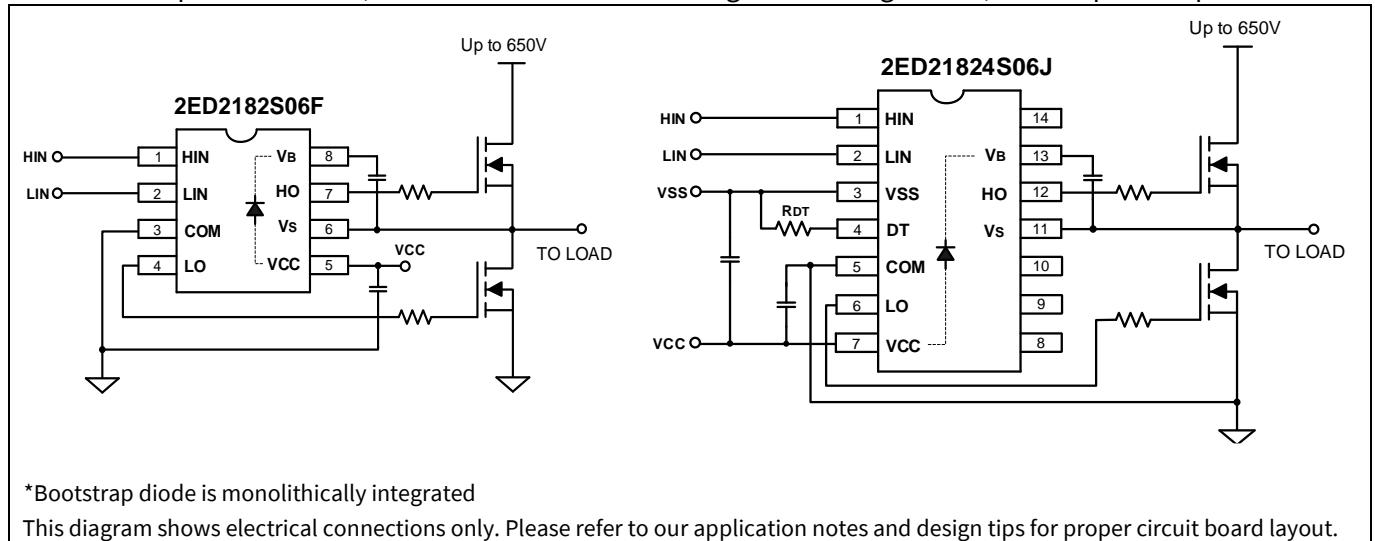 Up to 650V
2ED2182S06F
HIN
LIN
1 HIN
2 LIN
3 COM
4 LO
VB 8
HO 7
VS 6
VCC 5
VCC
TO LOAD
Up to 650V
2ED21824S06J
HIN
LIN
VSS
VCC
RDT
1 HIN
2 LIN
3 VSS
4 DT
5 COM
6 LO
7 VCC
14
VB 13
HO 12
VS 11
10
9
8
TO LOAD
*Bootstrap diode is monolithically integrated
This diagram shows electrical connections only. Please refer to our application notes and design tips for proper circuit board layout.